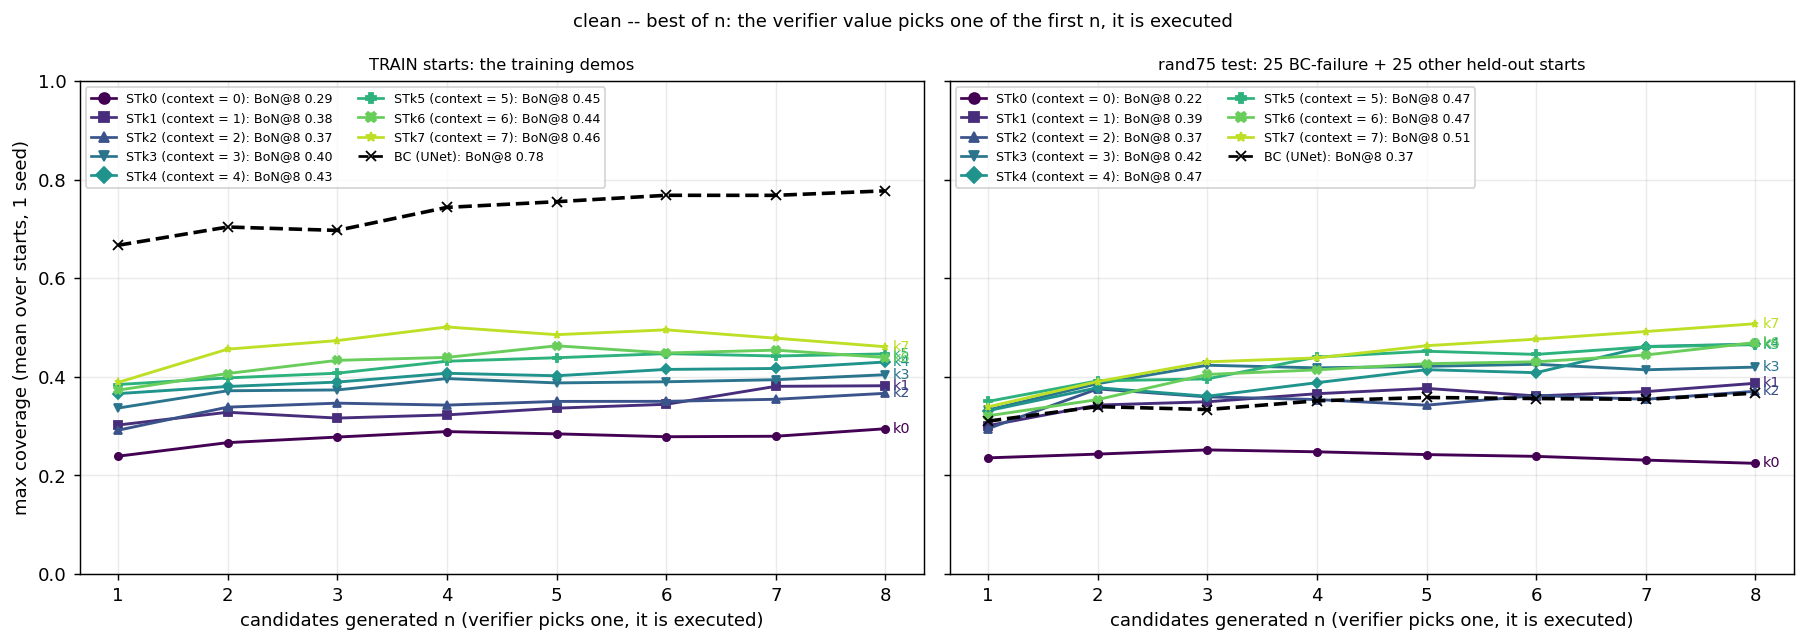 clean -- best of n: the verifier value picks one of the first n, it is executed
TRAIN starts: the training demos
STk0 (context = 0): BoN@8 0.29
STk1 (context = 1): BoN@8 0.38
STk2 (context = 2): BoN@8 0.37
STk3 (context = 3): BoN@8 0.40
STk4 (context = 4): BoN@8 0.43
STk5 (context = 5): BoN@8 0.45
STk6 (context = 6): BoN@8 0.44
STk7 (context = 7): BoN@8 0.46
BC (UNet): BoN@8 0.78
max coverage (mean over starts, 1 seed)
1.0
0.8
0.6
0.4
0.2
0.0
k7
k4
k3
k1
k2
k0
1 2 3 4 5 6 7 8
candidates generated n (verifier picks one, it is executed)
rand75 test: 25 BC-failure + 25 other held-out starts
STk0 (context = 0): BoN@8 0.22
STk1 (context = 1): BoN@8 0.39
STk2 (context = 2): BoN@8 0.37
STk3 (context = 3): BoN@8 0.42
STk4 (context = 4): BoN@8 0.47
STk5 (context = 5): BoN@8 0.47
STk6 (context = 6): BoN@8 0.47
STk7 (context = 7): BoN@8 0.51
BC (UNet): BoN@8 0.37
k7
k3
k1
k2
k0
1 2 3 4 5 6 7 8
candidates generated n (verifier picks one, it is executed)